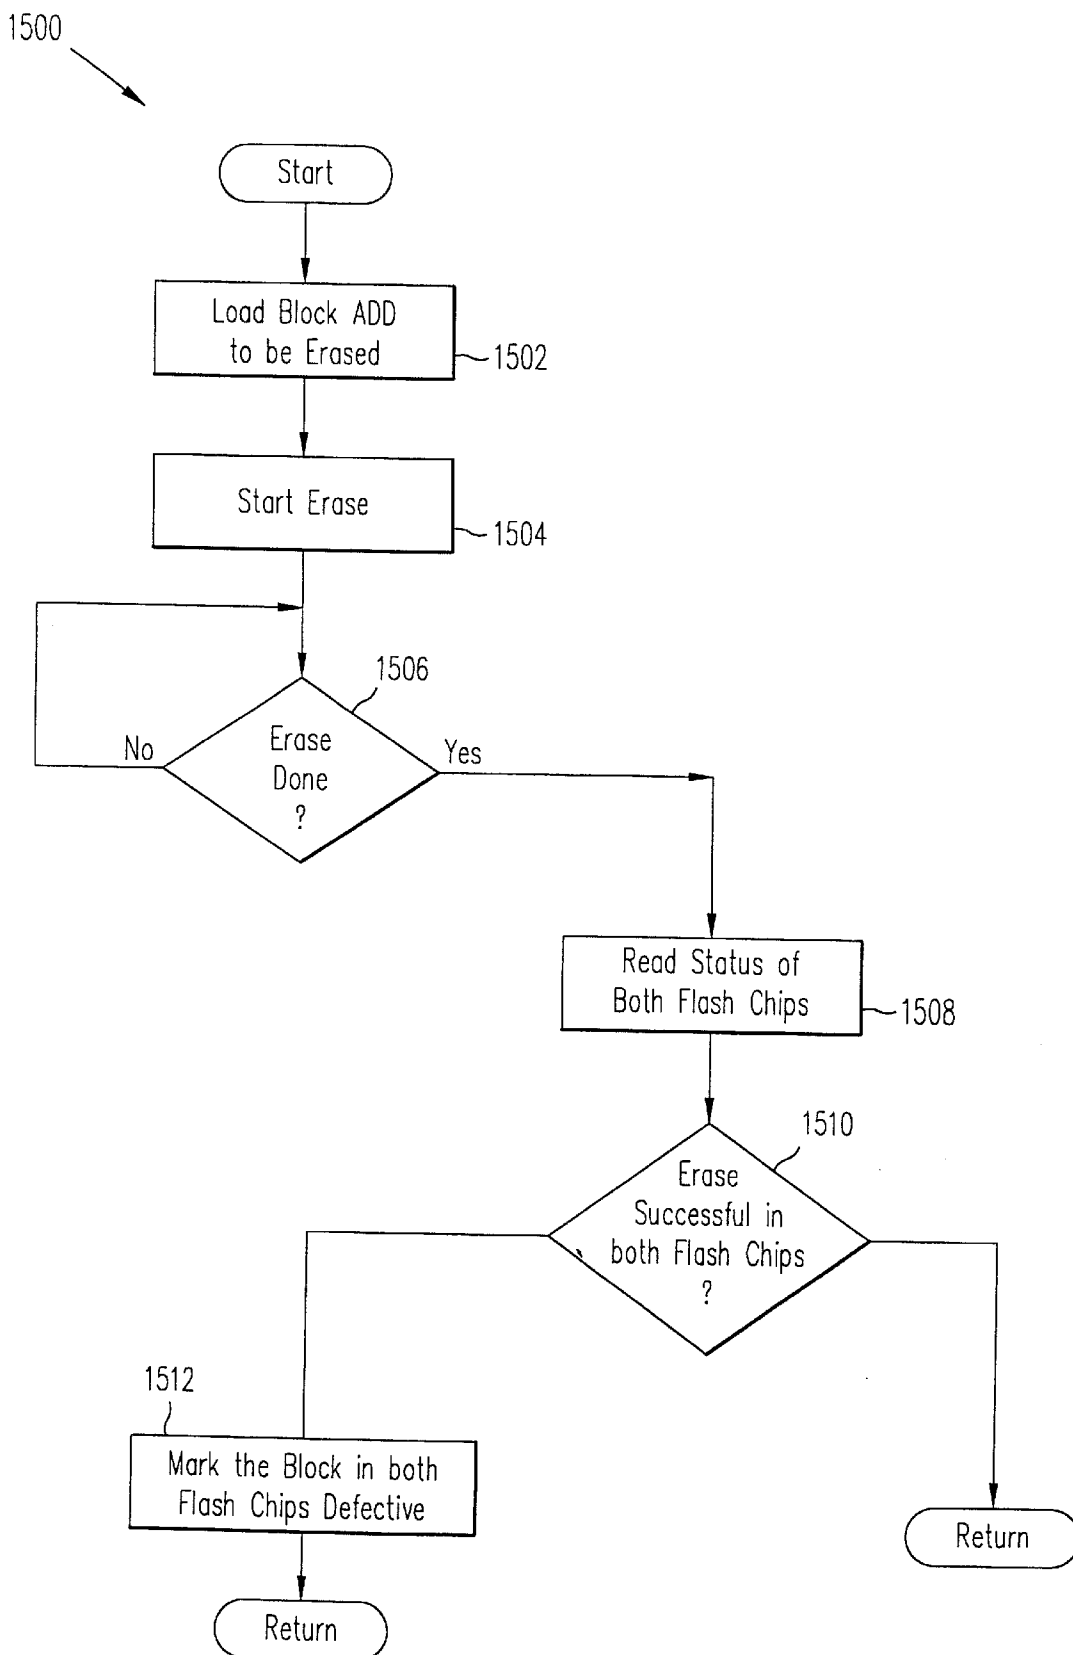 1500
Start
Load Block ADD
to be Erased
1502
Start Erase
1504
1506
Erase
Done
?
No
Yes
Read Status of
Both Flash Chips
1508
1510
Erase
Successful in
both Flash Chips
?
1512
Mark the Block in both
Flash Chips Defective
Return
Return